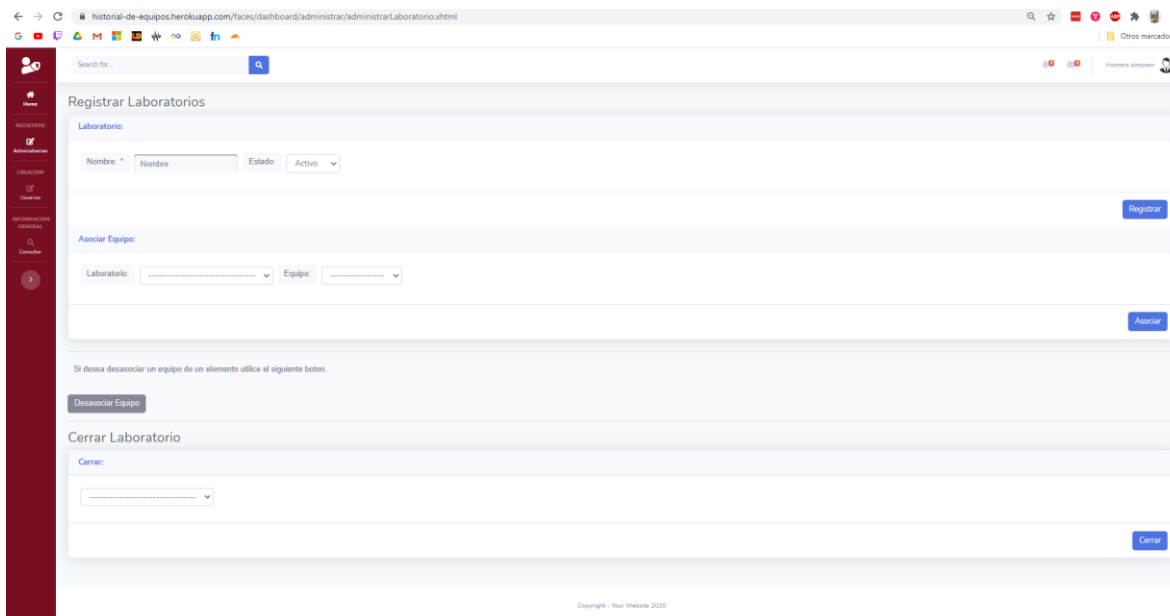 historial-de-equipos.herokuapp.com/faces/dashboard/administrar/administrarLaboratorio.xhtml
Otros marcado
Search for...
Homero simpson
Home
REGISTROS
Administracion
CREACION
Usuarios
INFORMACION
GENERAL
Consultar
Registrar Laboratorios
Laboratorio:
Nombre: * Nombre Estado: Activo
Registrar
Asociar Equipo:
Laboratorio: -------------------------------- Equipo: ----------------
Asociar
Si desea desasociar un equipo de un elemento utilice el siguiente boton.
Desasociar Equipo
Cerrar Laboratorio
Cerrar:
--------------------------------
Cerrar
Copyright - Your Website 2020